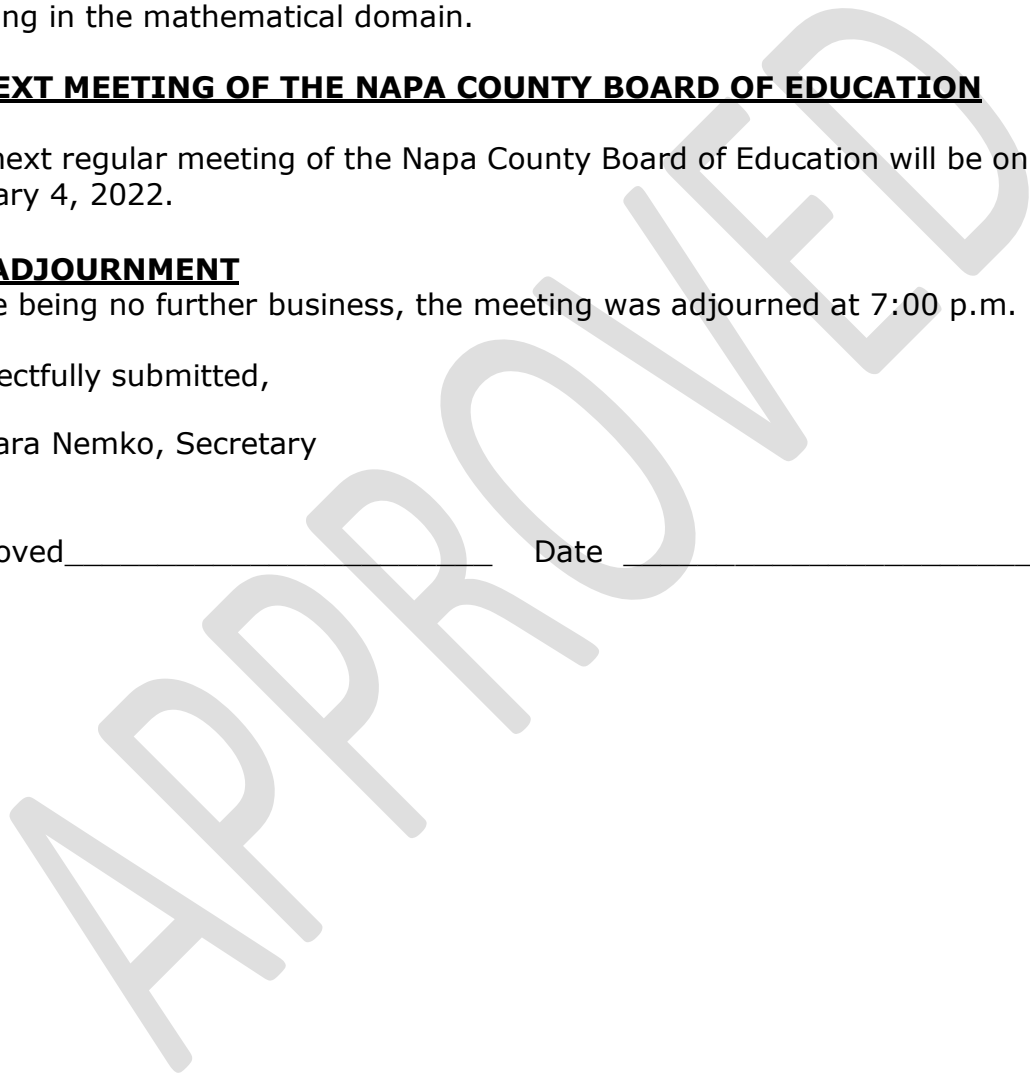 ng in the mathematical domain.
EXT MEETING OF THE NAPA COUNTY BOARD OF EDUCATION
next regular meeting of the Napa County Board of Education will be on
ary 4, 2022.
ADJOURNMENT
e being no further business, the meeting was adjourned at 7:00 p.m.
ectfully submitted,
ara Nemko, Secretary
oved__________________________ Date _________________________
APPROVED